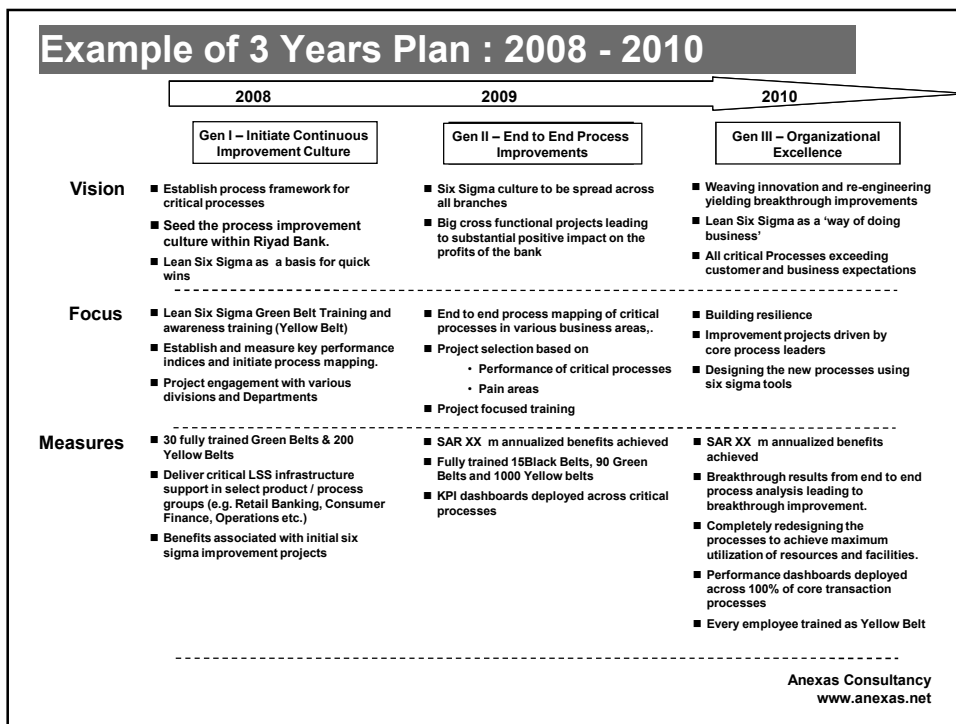 Example of 3 Years Plan : 2008 - 2010
2008
2009
2010
Gen I – Initiate Continuous
Improvement Culture
Gen II – End to End Process
Improvements
Gen III – Organizational
Excellence
Vision
■ Establish process framework for
critical processes
■ Seed the process improvement
culture within Riyad Bank.
■ Lean Six Sigma as a basis for quick
wins
■ Six Sigma culture to be spread across
all branches
■ Big cross functional projects leading
to substantial positive impact on the
profits of the bank
■ Weaving innovation and re-engineering
yielding breakthrough improvements
■ Lean Six Sigma as a ‘way of doing
business’
■ All critical Processes exceeding
customer and business expectations
Focus
■ Lean Six Sigma Green Belt Training and
awareness training (Yellow Belt)
■ Establish and measure key performance
indices and initiate process mapping.
■ Project engagement with various
divisions and Departments
■ End to end process mapping of critical
processes in various business areas,.
■ Project selection based on
• Performance of critical processes
• Pain areas
■ Project focused training
■ Building resilience
■ Improvement projects driven by
core process leaders
■ Designing the new processes using
six sigma tools
Measures
■ 30 fully trained Green Belts & 200
Yellow Belts
■ Deliver critical LSS infrastructure
support in select product / process
groups (e.g. Retail Banking, Consumer
Finance, Operations etc.)
■ Benefits associated with initial six
sigma improvement projects
■ SAR XX m annualized benefits achieved
■ Fully trained 15Black Belts, 90 Green
Belts and 1000 Yellow belts
■ KPI dashboards deployed across critical
processes
■ SAR XX m annualized benefits
achieved
■ Breakthrough results from end to end
process analysis leading to
breakthrough improvement.
■ Completely redesigning the
processes to achieve maximum
utilization of resources and facilities.
■ Performance dashboards deployed
across 100% of core transaction
processes
■ Every employee trained as Yellow Belt
Anexas Consultancy
www.anexas.net